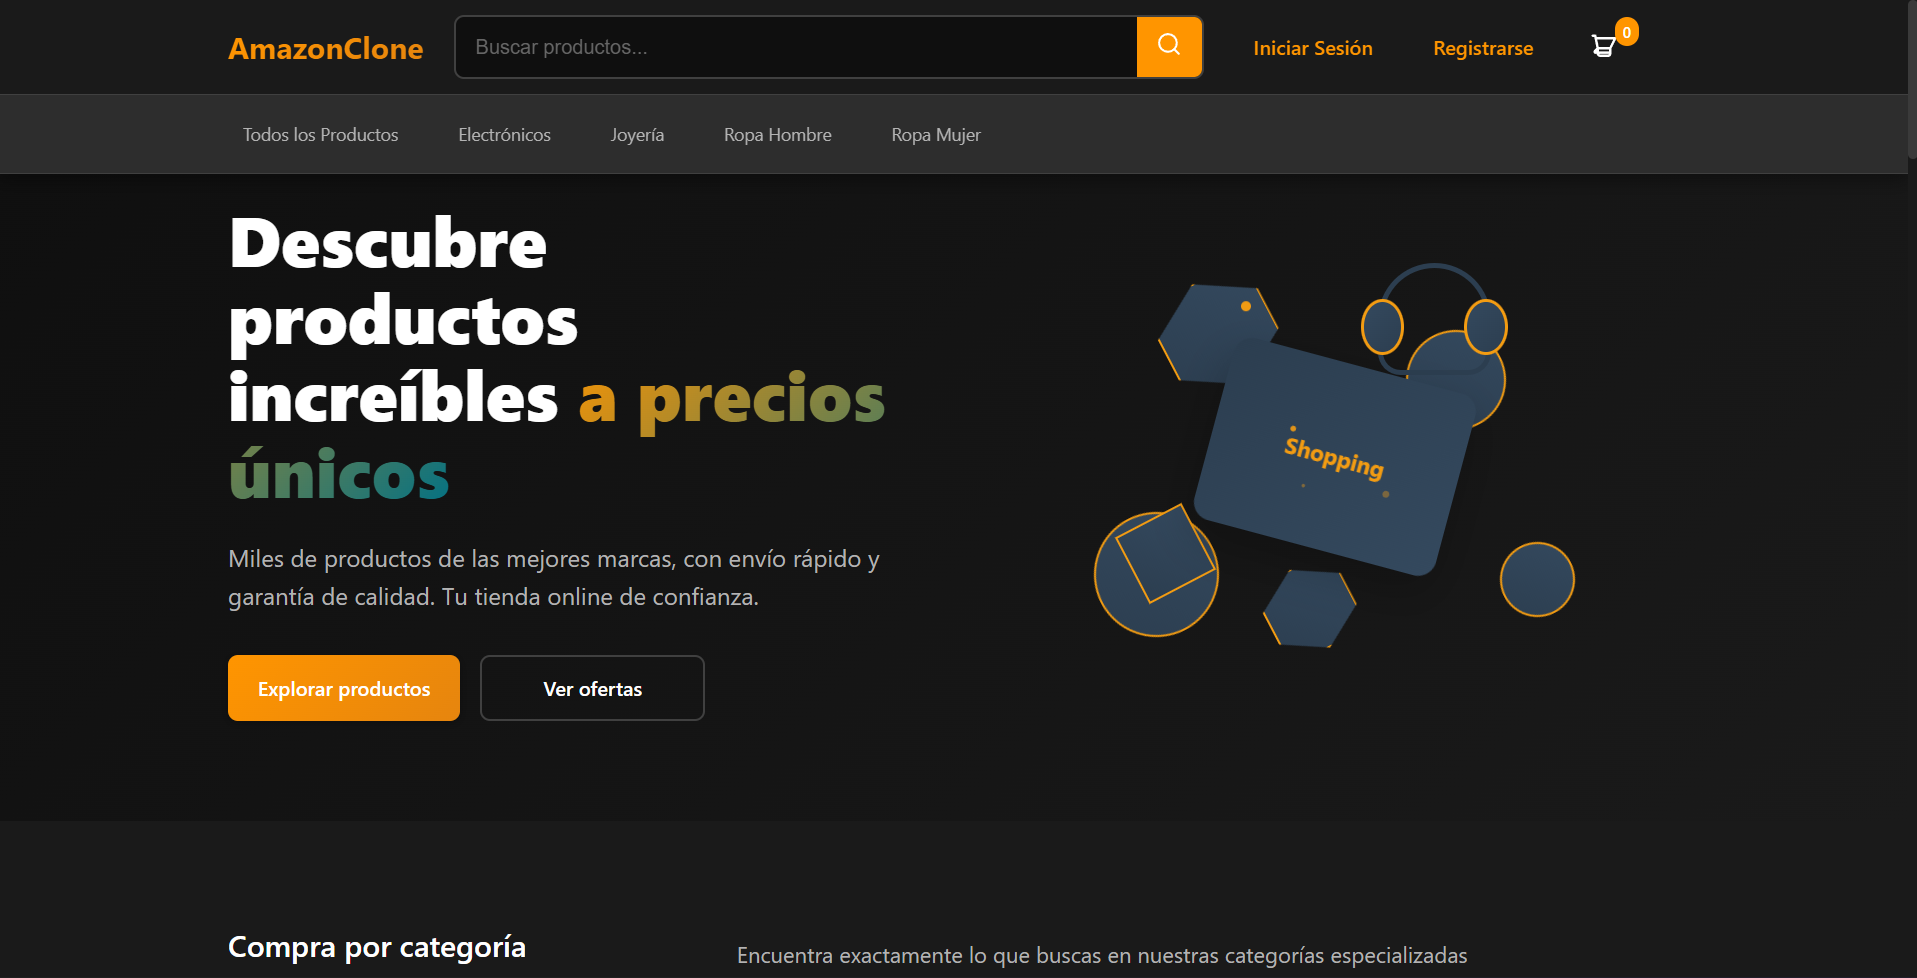 AmazonClone
Buscar productos...
Iniciar Sesión
Registrarse
0
Todos los Productos
Electrónicos
Joyería
Ropa Hombre
Ropa Mujer
Descubre
productos
increíbles a precios
únicos
Shopping
Miles de productos de las mejores marcas, con envío rápido y
garantía de calidad. Tu tienda online de confianza.
Explorar productos
Ver ofertas
Compra por categoría
Encuentra exactamente lo que buscas en nuestras categorías especializadas